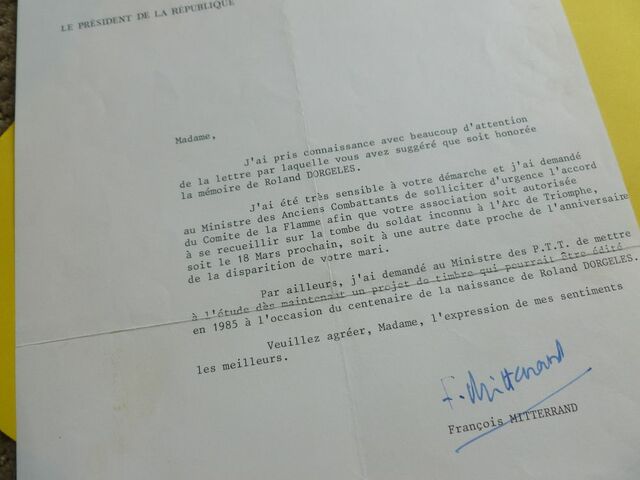 LE PRÉSIDENT DE LA RÉPUBLIQUE
Madame,
J'ai pris connaissance avec beaucoup d'attention
de la lettre par laquelle vous avez suggéré que soit honorée
la mémoire de Roland DORGELES.
J'ai été très sensible à votre démarche et j'ai demandé
au Ministre des Anciens Combattants de solliciter d'urgence l'accord
du Comite de la Flamme afin que votre association soit autorisée
à se recueillir sur la tombe du soldat inconnu à l'Arc de Triomphe,
soit le 18 Mars prochain, soit à une autre date proche de l'anniversaire
de la disparition de votre mari.
Par ailleurs, j'ai demandé au Ministre des P.T.T. de mettre
à l'étude dès maintenant un projet de timbre qui pourrait être édité
en 1985 à l'occasion du centenaire de la naissance de Roland DORGELES.
Veuillez agréer, Madame, l'expression de mes sentiments
les meilleurs.
F. Mitterrand
François MITTERRAND